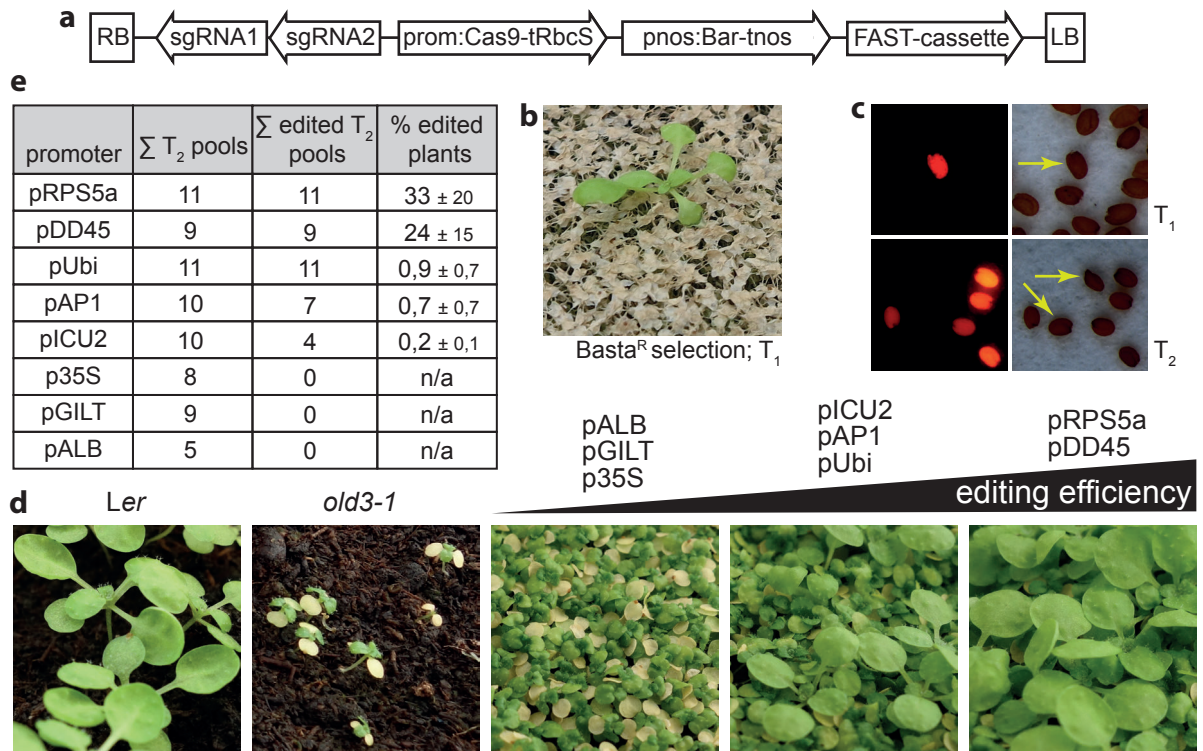 a
RB sgRNA1 sgRNA2 prom:Cas9-tRbcS pnos:Bar-tnos FAST-cassette LB
e
promoter ∑ T2 pools ∑ edited T2 pools % edited plants
pRPS5a 11 11 33 ± 20
pDD45 9 9 24 ± 15
pUbi 11 11 0,9 ± 0,7
pAP1 10 7 0,7 ± 0,7
pICU2 10 4 0,2 ± 0,1
p35S 8 0 n/a
pGILT 9 0 n/a
pALB 5 0 n/a
b
BastaR selection; T1
c
T1
T2
pALB
pGILT
p35S
pICU2
pAP1
pUbi
pRPS5a
pDD45
editing efficiency
d
Ler
old3-1